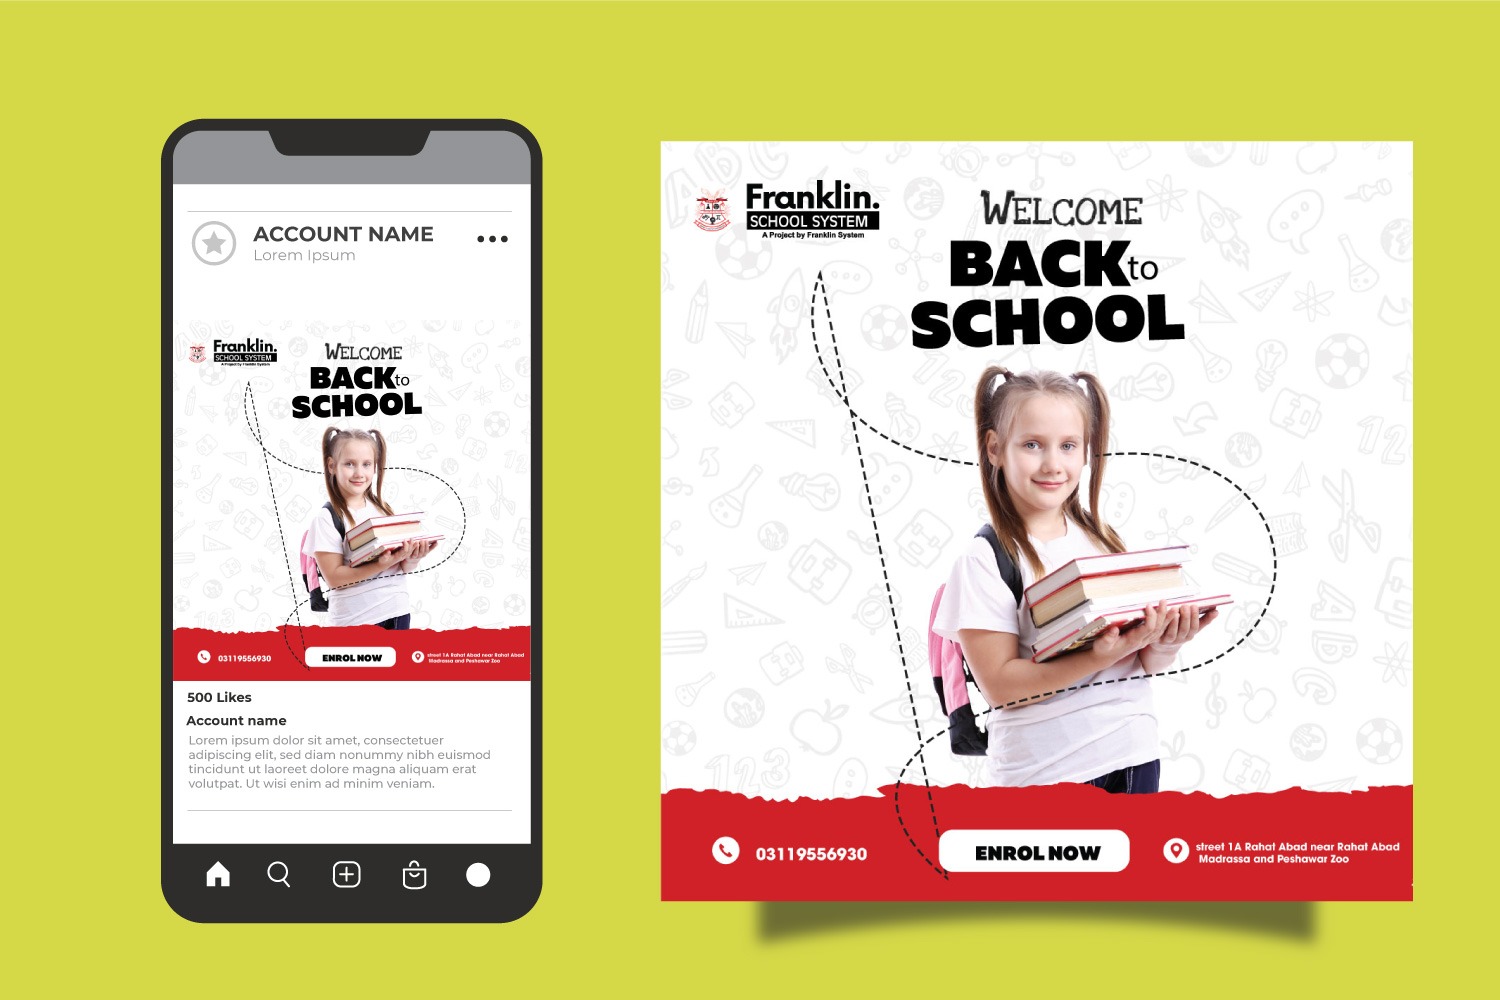 ACCOUNT NAME
Lorem Ipsum
Franklin.
SCHOOL SYSTEM
A Project by Franklin System
WELCOME
BACK to
SCHOOL
03119556930
ENROL NOW
street 1A Rahat Abad near Rahat Abad
Madrassa and Peshawar Zoo
500 Likes
Account name
Lorem ipsum dolor sit amet, consectetuer
adipiscing elit, sed diam nonummy nibh euismod
tincidunt ut laoreet dolore magna aliquam erat
volutpat. Ut wisi enim ad minim veniam.
Franklin.
SCHOOL SYSTEM
A Project by Franklin System
WELCOME
BACK to
SCHOOL
03119556930
ENROL NOW
street 1A Rahat Abad near Rahat Abad
Madrassa and Peshawar Zoo